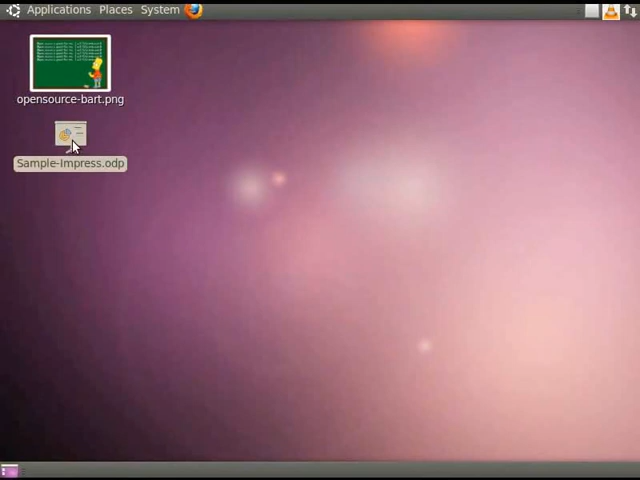 Applications Places System
opensource-bart.png
Sample-Impress.odp